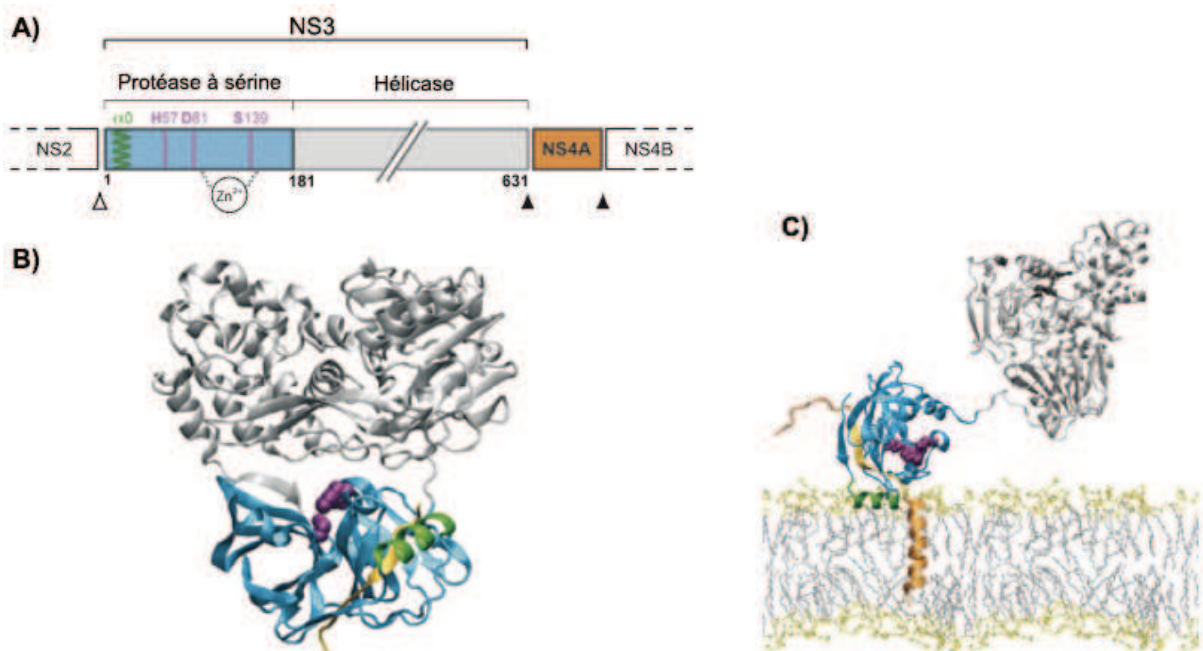 A)
NS3
Protéase à sérine Hélicase
α0 H57 D81 S139
NS2 NS4A NS4B
1 181 631
Zn²⁺
B)
C)